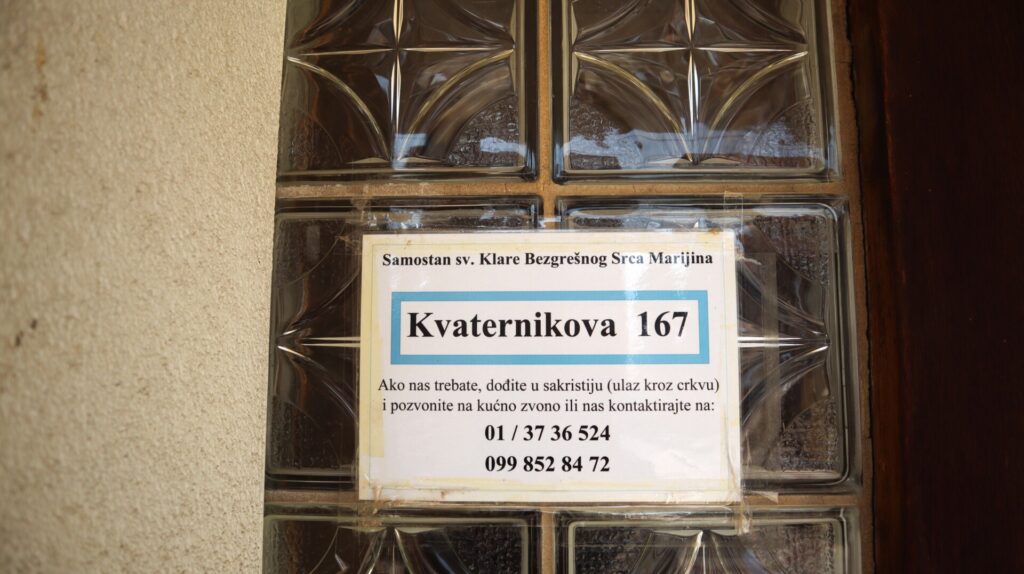 Samostan sv. Klare Bezgrešnog Srca Marijina
Kvaternikova 167
Ako nas trebate, dođite u sakristiju (ulaz kroz crkvu)
i pozvonite na kućno zvono ili nas kontaktirajte na:
01 / 37 36 524
099 852 84 72